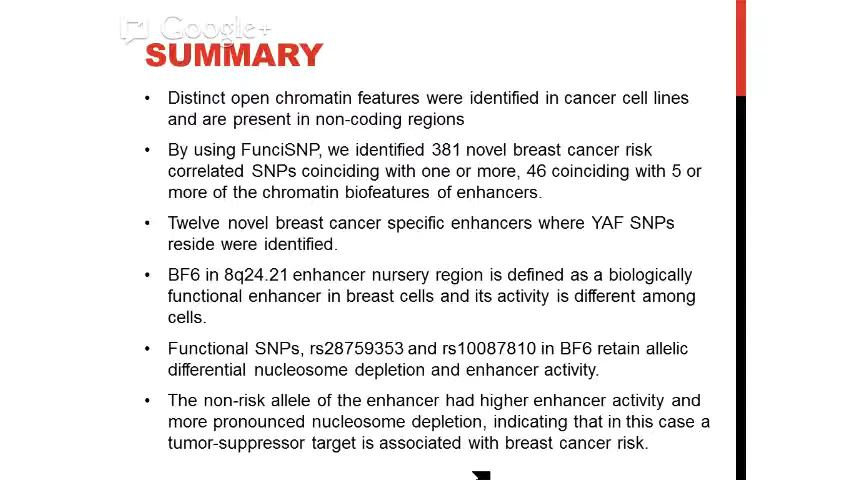 Google+
SUMMARY
• Distinct open chromatin features were identified in cancer cell lines
and are present in non-coding regions
• By using FunciSNP, we identified 381 novel breast cancer risk
correlated SNPs coinciding with one or more, 46 coinciding with 5 or
more of the chromatin biofeatures of enhancers.
• Twelve novel breast cancer specific enhancers where YAF SNPs
reside were identified.
• BF6 in 8q24.21 enhancer nursery region is defined as a biologically
functional enhancer in breast cells and its activity is different among
cells.
• Functional SNPs, rs28759353 and rs10087810 in BF6 retain allelic
differential nucleosome depletion and enhancer activity.
• The non-risk allele of the enhancer had higher enhancer activity and
more pronounced nucleosome depletion, indicating that in this case a
tumor-suppressor target is associated with breast cancer risk.